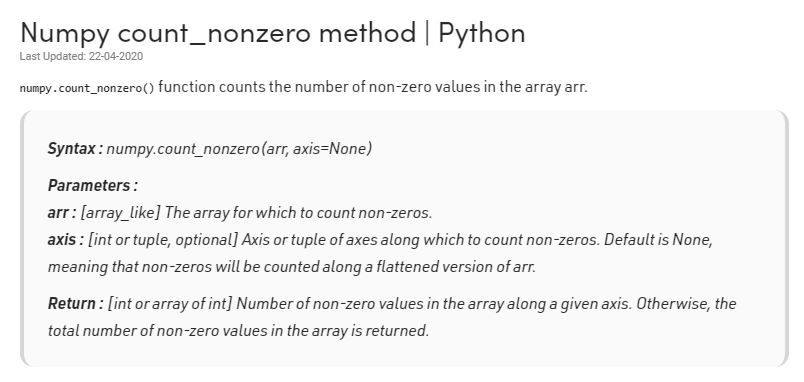 Numpy count_nonzero method | Python
Last Updated: 22-04-2020
numpy.count_nonzero() function counts the number of non-zero values in the array arr.
Syntax : numpy.count_nonzero(arr, axis=None)
Parameters :
arr : [array_like] The array for which to count non-zeros.
axis : [int or tuple, optional] Axis or tuple of axes along which to count non-zeros. Default is None,
meaning that non-zeros will be counted along a flattened version of arr.
Return : [int or array of int] Number of non-zero values in the array along a given axis. Otherwise, the
total number of non-zero values in the array is returned.